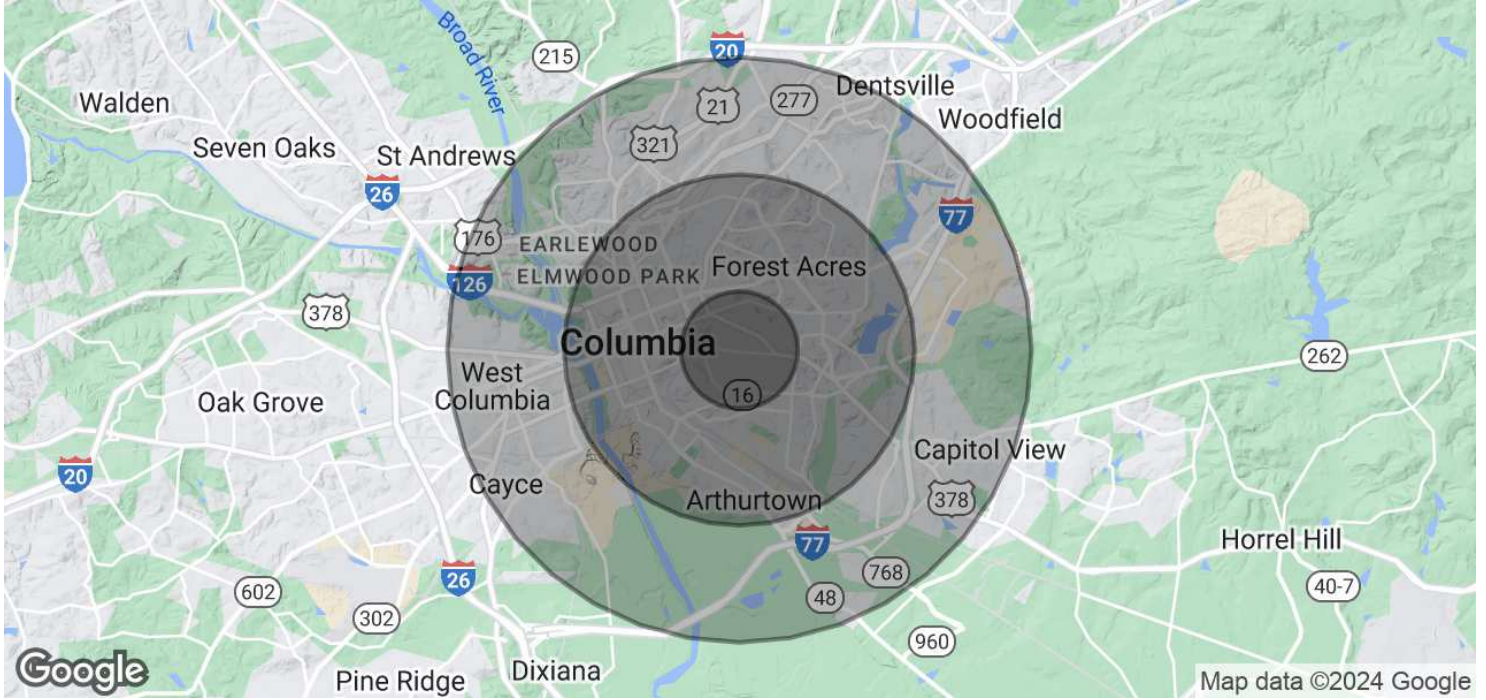 Broad River
20
215
Dentsville
Walden
21
277
Woodfield
321
Seven Oaks
St Andrews
26
77
176
EARLEWOOD
Forest Acres
ELMWOOD PARK
126
378
Columbia
262
West
Columbia
16
Oak Grove
Capitol View
20
Cayce
Arthurtown
378
77
Horrel Hill
26
768
40-7
602
48
302
960
Google
Pine Ridge
Dixiana
Map data ©2024 Google